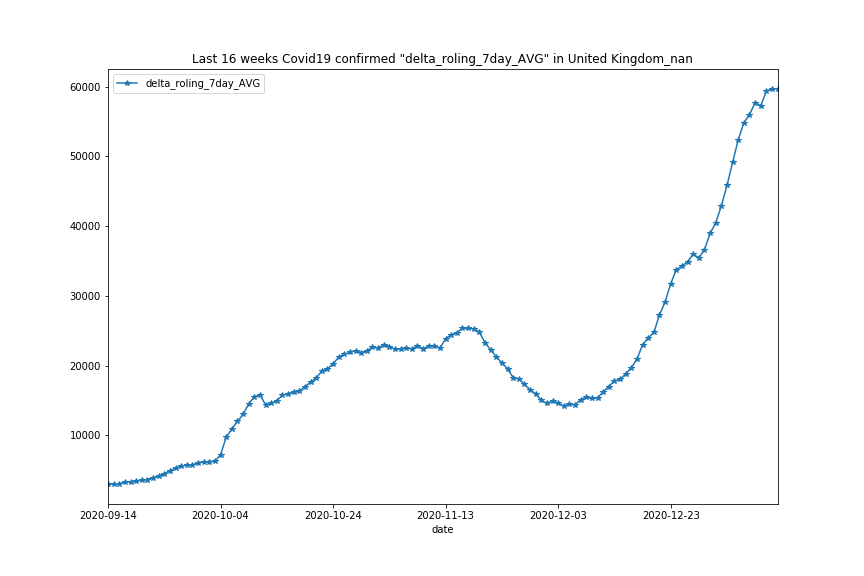 Last 16 weeks Covid19 confirmed "delta_roling_7day_AVG" in United Kingdom_nan
delta_roling_7day_AVG
60000
50000
40000
30000
20000
10000
2020-09-14 2020-10-04 2020-10-24 2020-11-13 2020-12-03 2020-12-23
date